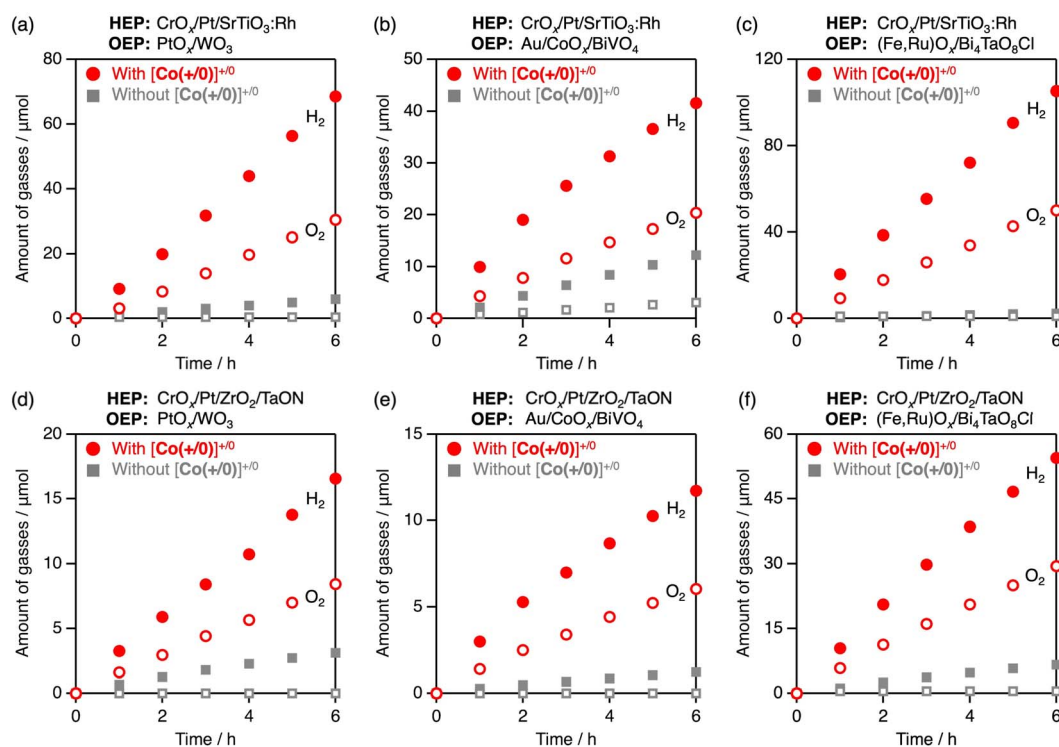 (a) HEP: CrOₓ/Pt/SrTiO₃:Rh
OEP: PtOₓ/WO₃
With [Co(+/0)]⁺/⁰
Without [Co(+/0)]⁺/⁰
H₂
O₂
Amount of gasses / µmol
80
60
40
20
0
0 2 4 6
Time / h
(b) HEP: CrOₓ/Pt/SrTiO₃:Rh
OEP: Au/CoOₓ/BiVO₄
With [Co(+/0)]⁺/⁰
Without [Co(+/0)]⁺/⁰
H₂
O₂
Amount of gasses / µmol
50
40
30
20
10
0
0 2 4 6
Time / h
(c) HEP: CrOₓ/Pt/SrTiO₃:Rh
OEP: (Fe,Ru)Oₓ/Bi₄TaO₈Cl
With [Co(+/0)]⁺/⁰
Without [Co(+/0)]⁺/⁰
H₂
O₂
Amount of gasses / µmol
120
80
40
0
0 2 4 6
Time / h
(d) HEP: CrOₓ/Pt/ZrO₂/TaON
OEP: PtOₓ/WO₃
With [Co(+/0)]⁺/⁰
Without [Co(+/0)]⁺/⁰
H₂
O₂
Amount of gasses / µmol
20
15
10
5
0
0 2 4 6
Time / h
(e) HEP: CrOₓ/Pt/ZrO₂/TaON
OEP: Au/CoOₓ/BiVO₄
With [Co(+/0)]⁺/⁰
Without [Co(+/0)]⁺/⁰
H₂
O₂
Amount of gasses / µmol
15
10
5
0
0 2 4 6
Time / h
(f) HEP: CrOₓ/Pt/ZrO₂/TaON
OEP: (Fe,Ru)Oₓ/Bi₄TaO₈Cl
With [Co(+/0)]⁺/⁰
Without [Co(+/0)]⁺/⁰
H₂
O₂
Amount of gasses / µmol
60
45
30
15
0
0 2 4 6
Time / h